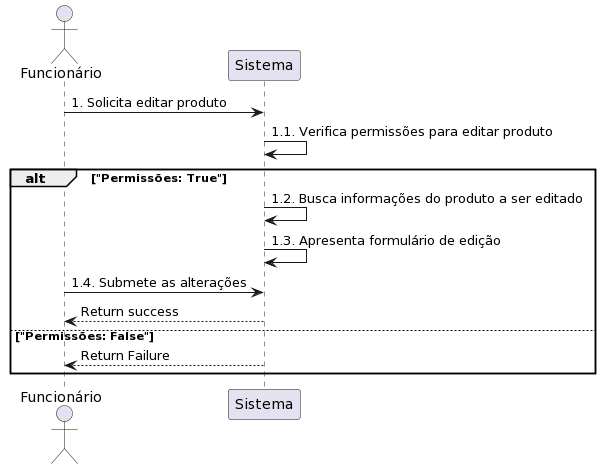 Funcionário
Sistema
1. Solicita editar produto
1.1. Verifica permissões para editar produto
alt ["Permissões: True"]
1.2. Busca informações do produto a ser editado
1.3. Apresenta formulário de edição
1.4. Submete as alterações
Return success
["Permissões: False"]
Return Failure
Funcionário
Sistema